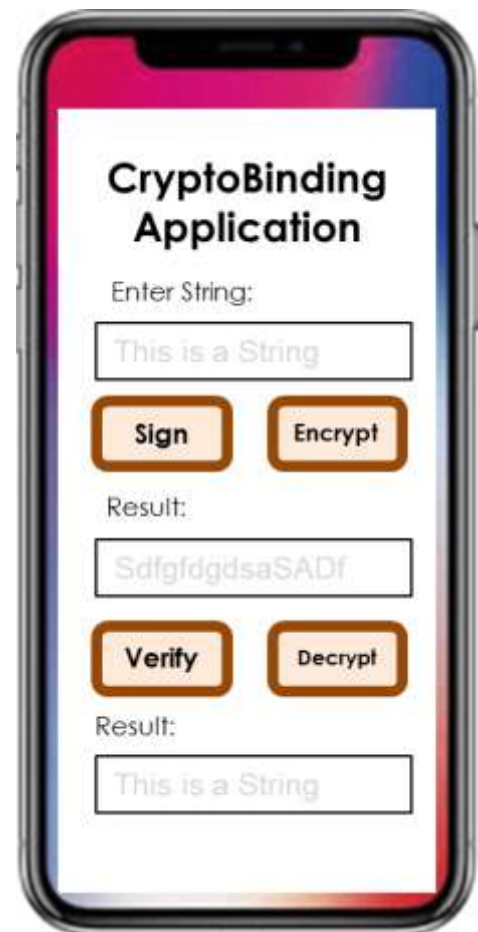 CryptoBinding
Application
Enter String:
This is a String
Sign Encrypt
Result:
SdfgfdgdsaSADf
Verify Decrypt
Result:
This is a String